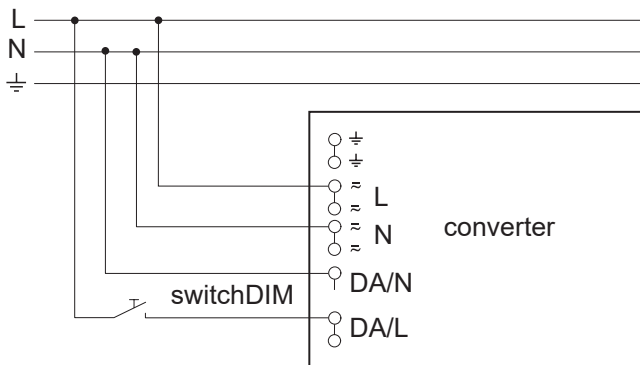 L
N
L
N
converter
DA/N
switchDIM
DA/L